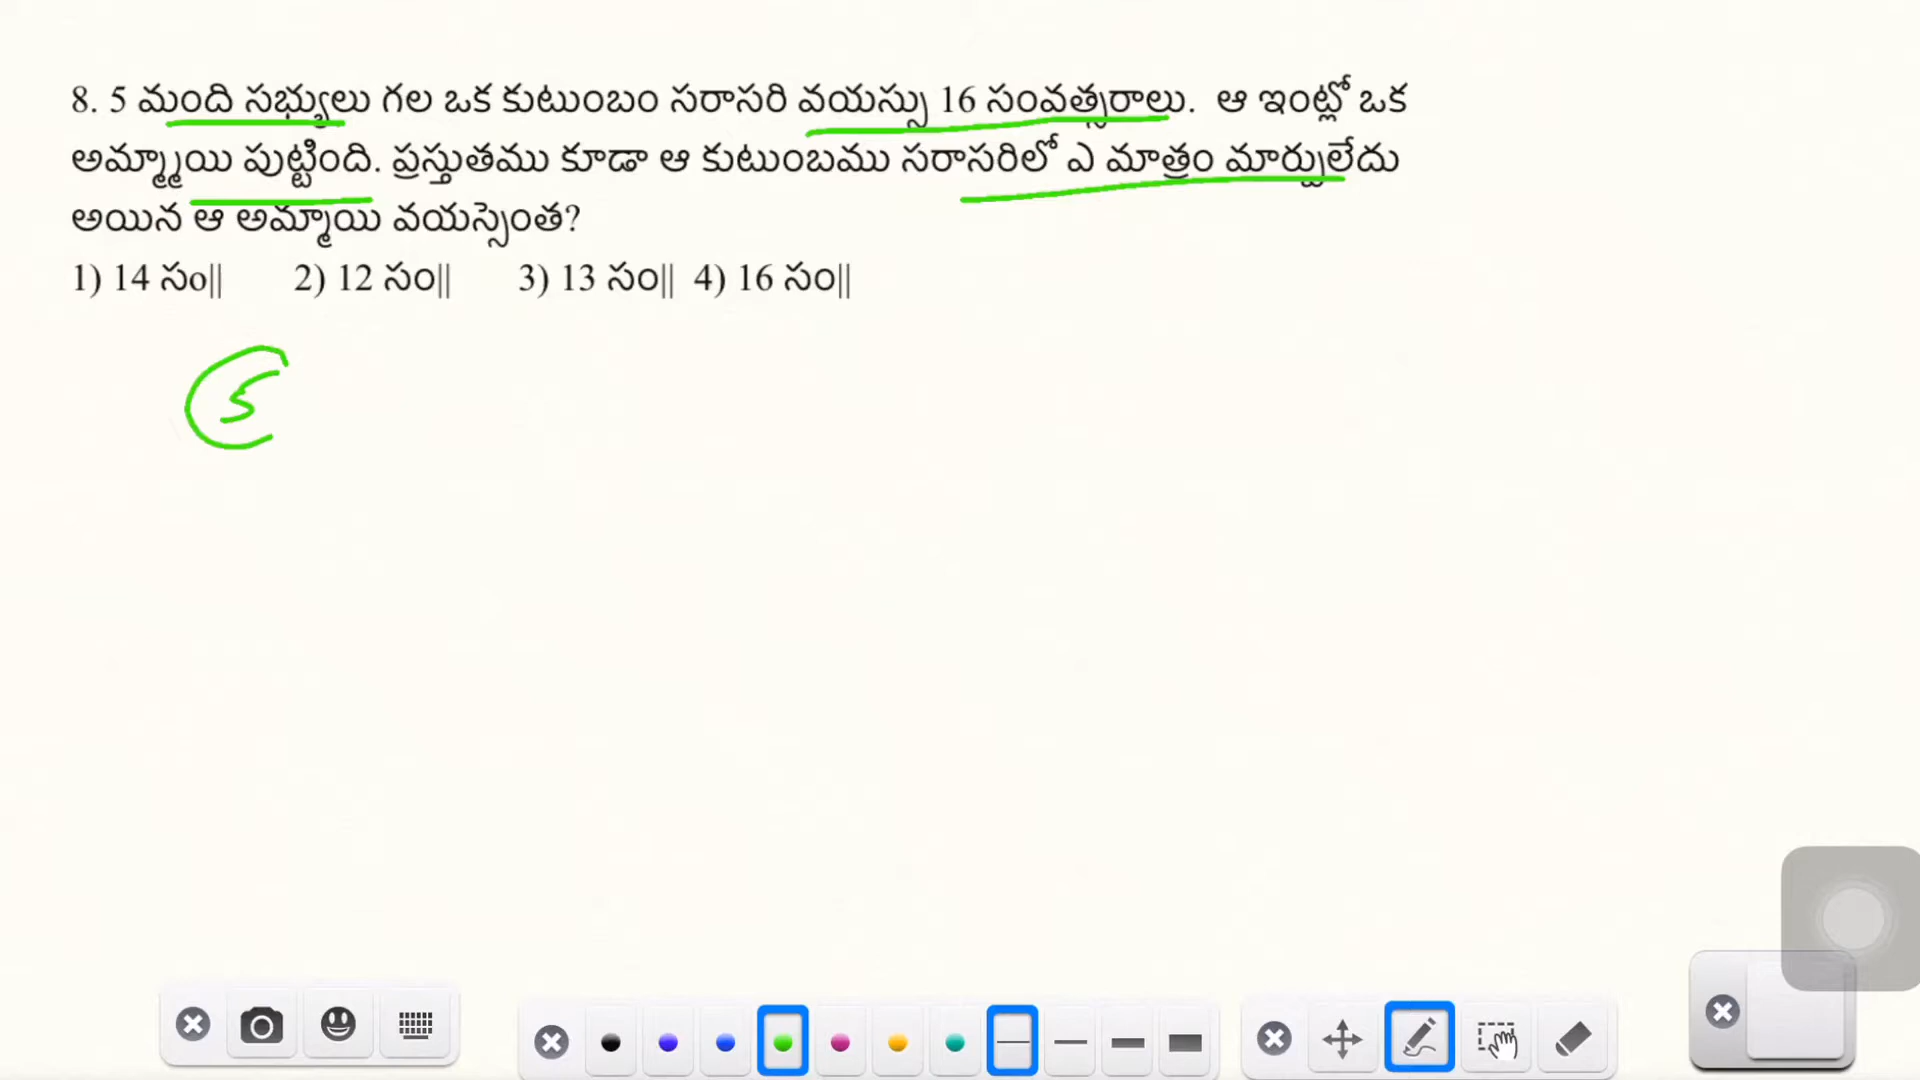 8. 5 మంది సభ్యులు గల ఒక కుటుంబం సరాసరి వయస్సు 16 సంవత్సరాలు. ఆ ఇంట్లో ఒక
అమ్మ్మాయి పుట్టింది. ప్రస్తుతము కూడా ఆ కుటుంబము సరాసరిలో ఎ మాత్రం మార్పులేదు
అయిన ఆ అమ్మాయి వయస్సెంత?
1) 14 సం|| 2) 12 సం|| 3) 13 సం|| 4) 16 సం||
5